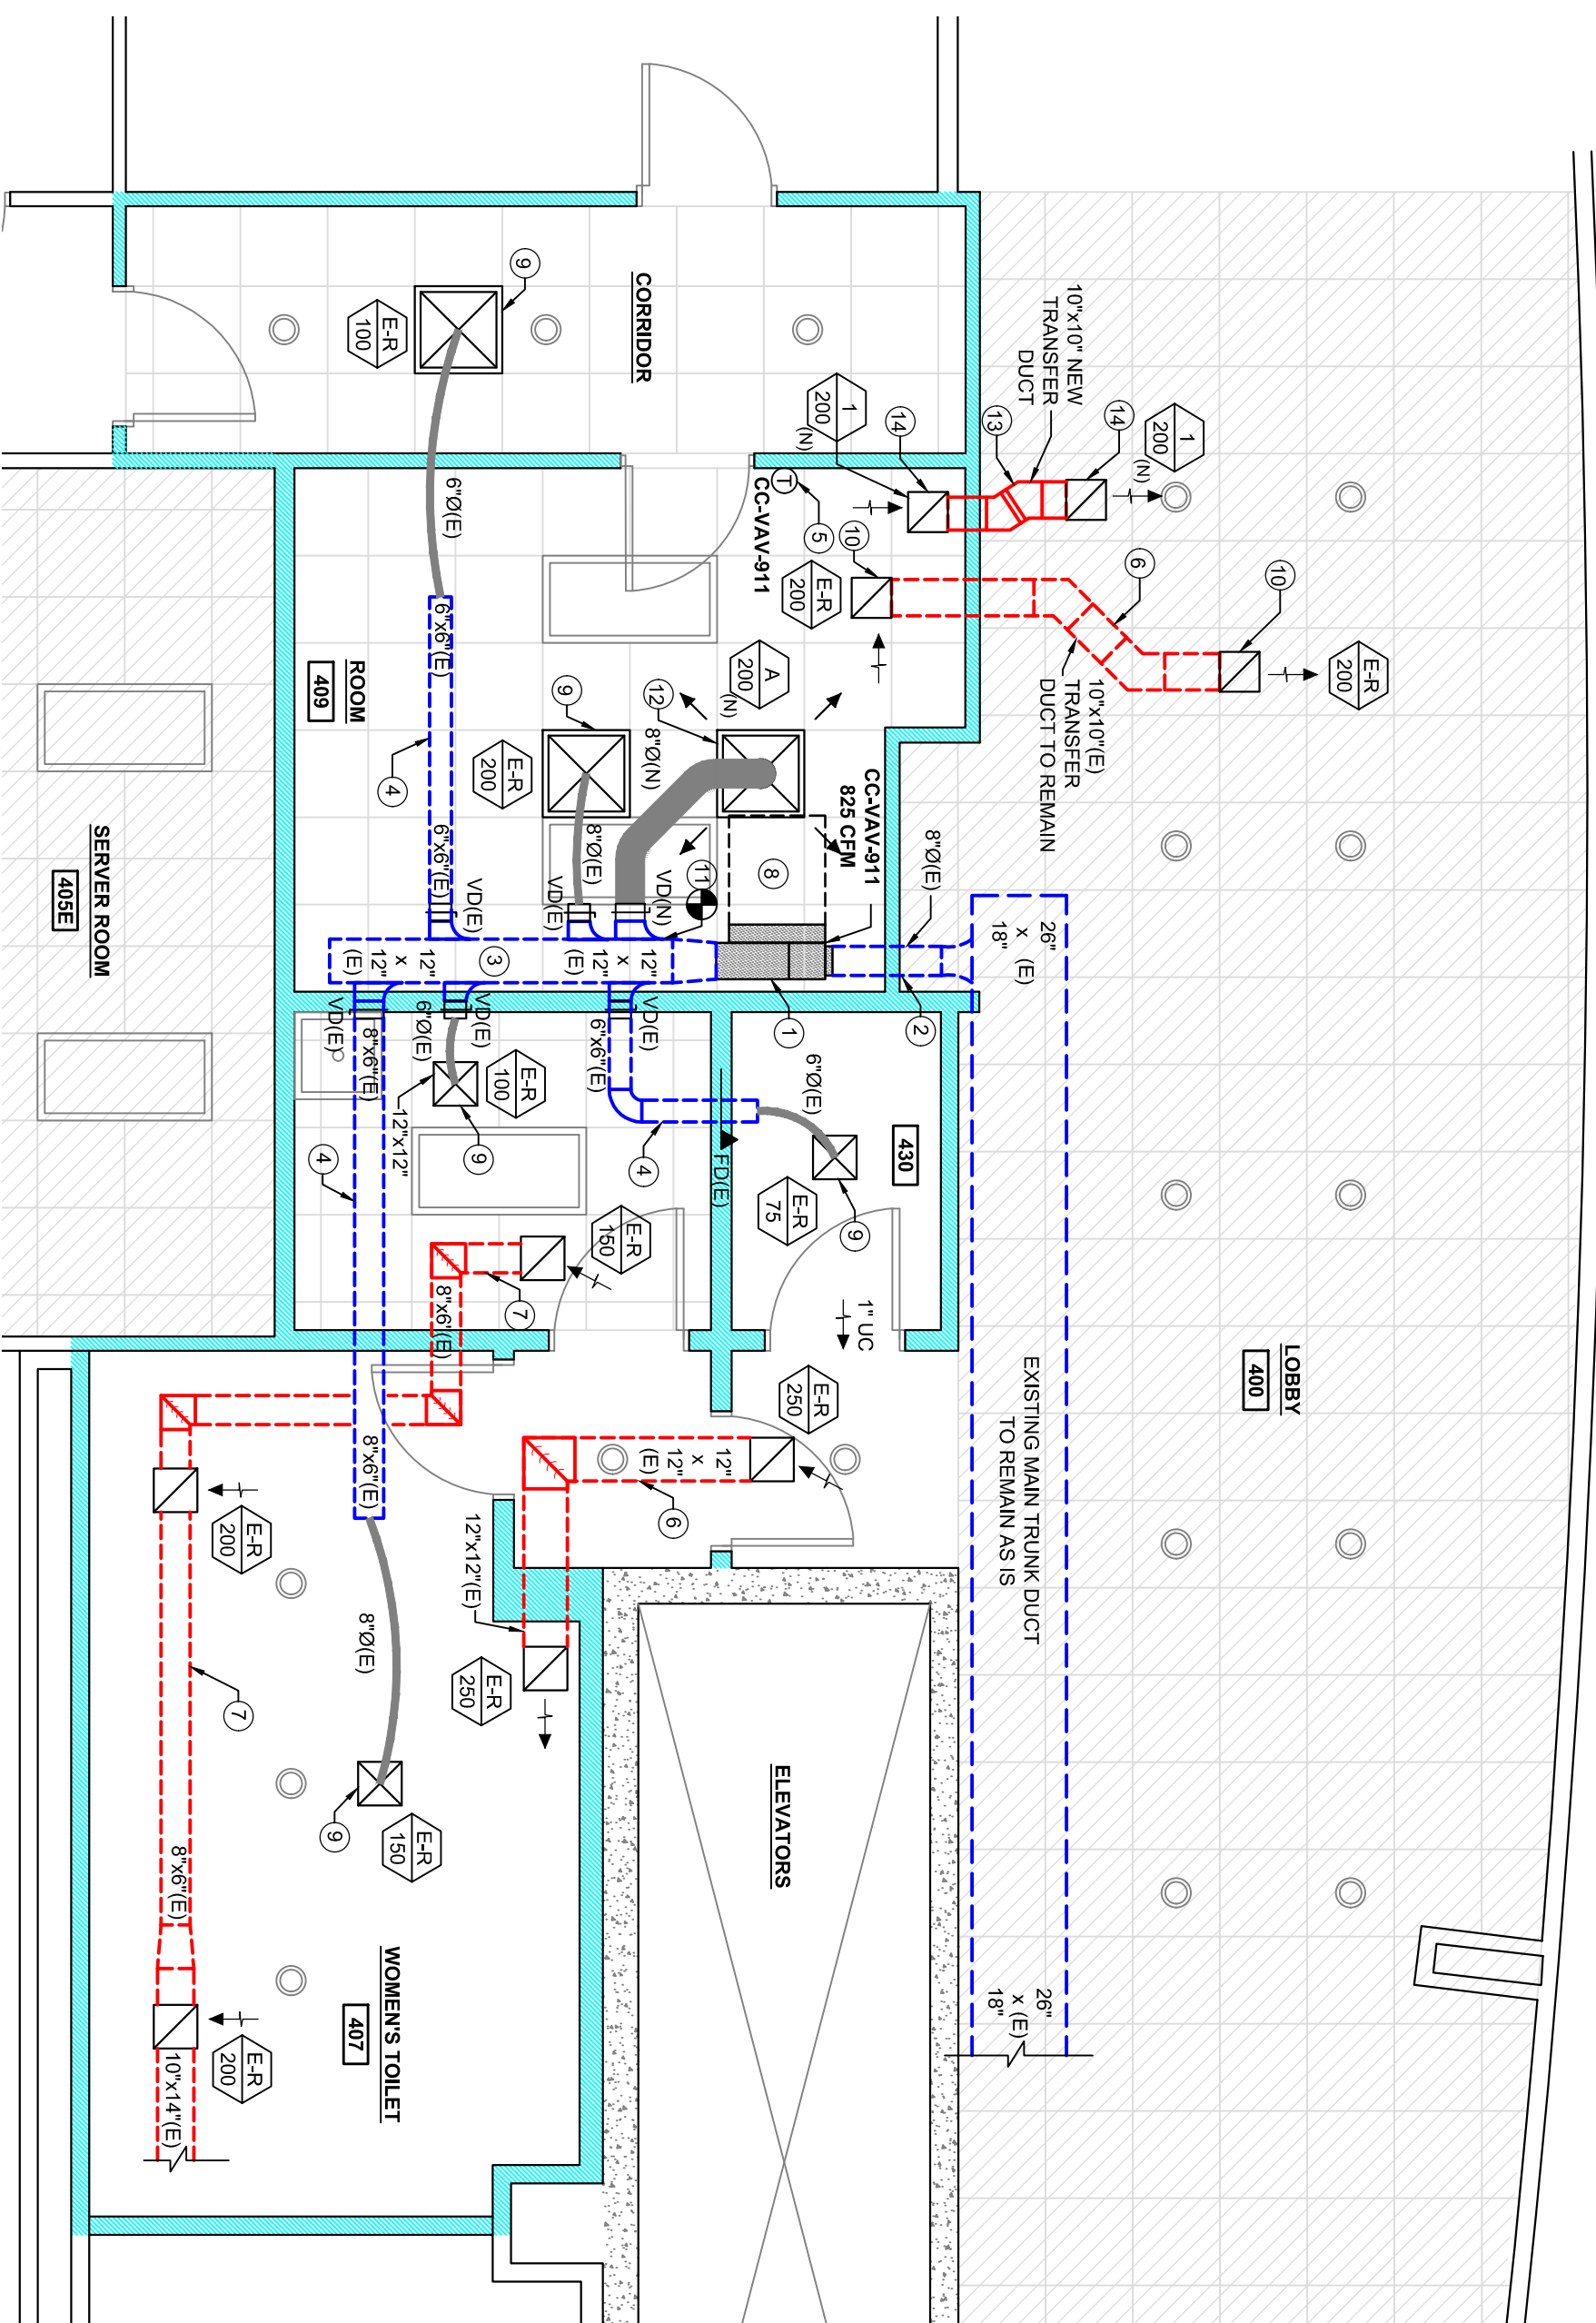 LOBBY
400
EXISTING MAIN TRUNK DUCT
TO REMAIN AS IS
26"
x (E)
18"
26"
x (E)
18"
10
E-R
200
6
10"x10"(E)
TRANSFER
DUCT TO REMAIN
1
200
(N)
14
10"x10" NEW
TRANSFER
DUCT
13
14
1
200
(N)
8"Ø(E)
2
CC-VAV-911
825 CFM
8
1
430
6"Ø(E)
E-R
75
9
1" UC
E-R
250
10
E-R
200
5
T
CC-VAV-911
A
200
(N)
12
8"Ø(N)
11
VD(N)
FD(E)
ELEVATORS
CORRIDOR
9
E-R
100
6"Ø(E)
6"x6"(E)
6"x6"(E)
4
ROOM
409
9
E-R
200
8"Ø(E)
VD(E)
VD(E)
12"
x
12"
(E)
3
12"
x
12"
(E)
VD(E)
6"x6"(E)
4
VD(E)
6"Ø(E)
E-R
100
9
12"x12"
VD(E)
8"x6"(E)
4
E-R
150
7
8"x6"(E)
12"
x
12"
(E)
6
12"x12"(E)
E-R
250
8"x6"(E)
8"Ø(E)
9
E-R
150
E-R
200
7
8"x6"(E)
E-R
200
10"x14"(E)
WOMEN'S TOILET
407
SERVER ROOM
405E